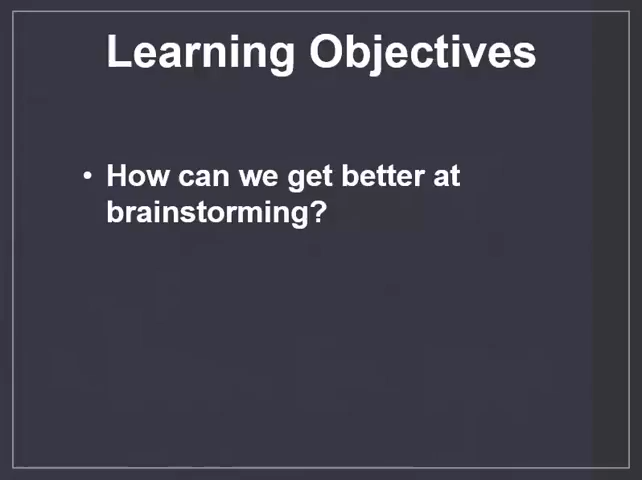 Learning Objectives
• How can we get better at
brainstorming?